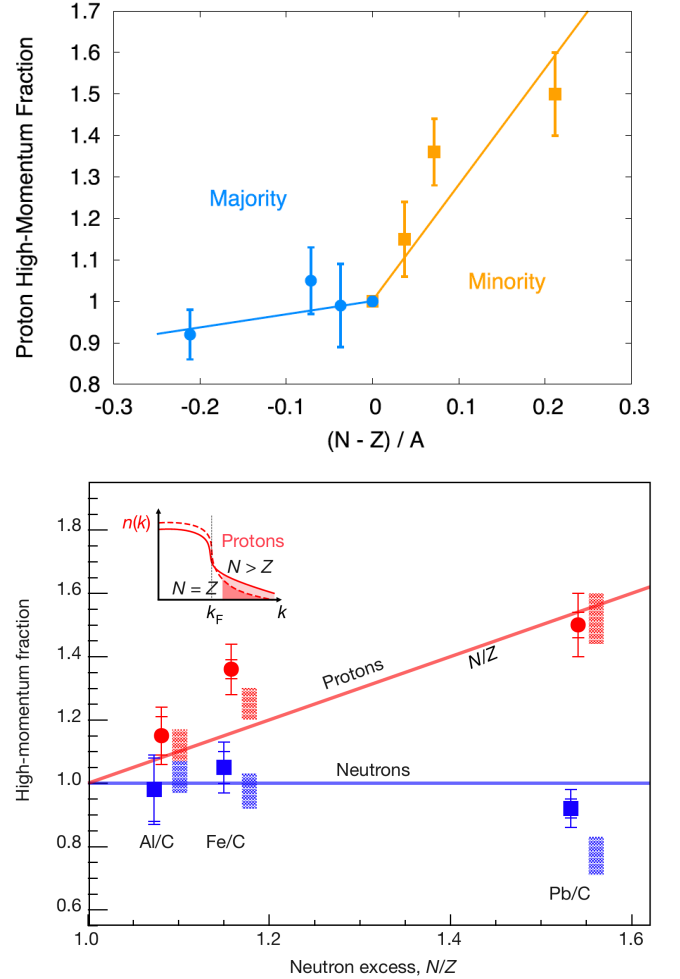 Proton High-Momentum Fraction
1.7
1.6
1.5
1.4
1.3
1.2
1.1
1
0.9
0.8
Majority
Minority
-0.3
-0.2
-0.1
0
0.1
0.2
0.3
(N - Z) / A
High-momentum fraction
1.8
1.6
1.4
1.2
1.0
0.8
0.6
n(k)
Protons
N > Z
N = Z
kF
k
Protons
N/Z
Neutrons
Al/C
Fe/C
Pb/C
1.0
1.2
1.4
1.6
Neutron excess, N/Z